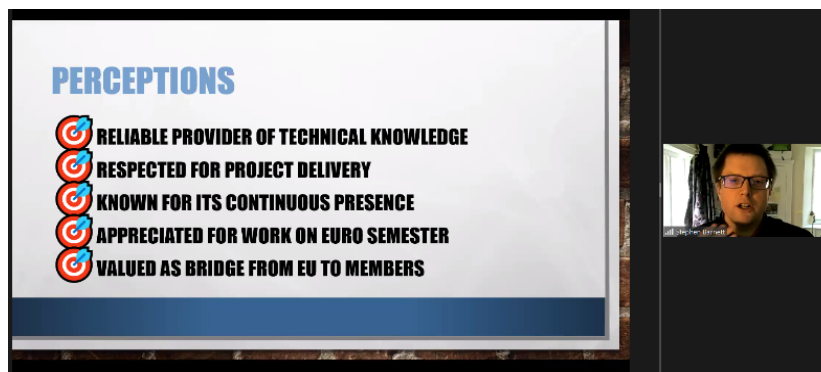 PERCEPTIONS
RELIABLE PROVIDER OF TECHNICAL KNOWLEDGE
RESPECTED FOR PROJECT DELIVERY
KNOWN FOR ITS CONTINUOUS PRESENCE
APPRECIATED FOR WORK ON EURO SEMESTER
VALUED AS BRIDGE FROM EU TO MEMBERS
Stephen Barnett